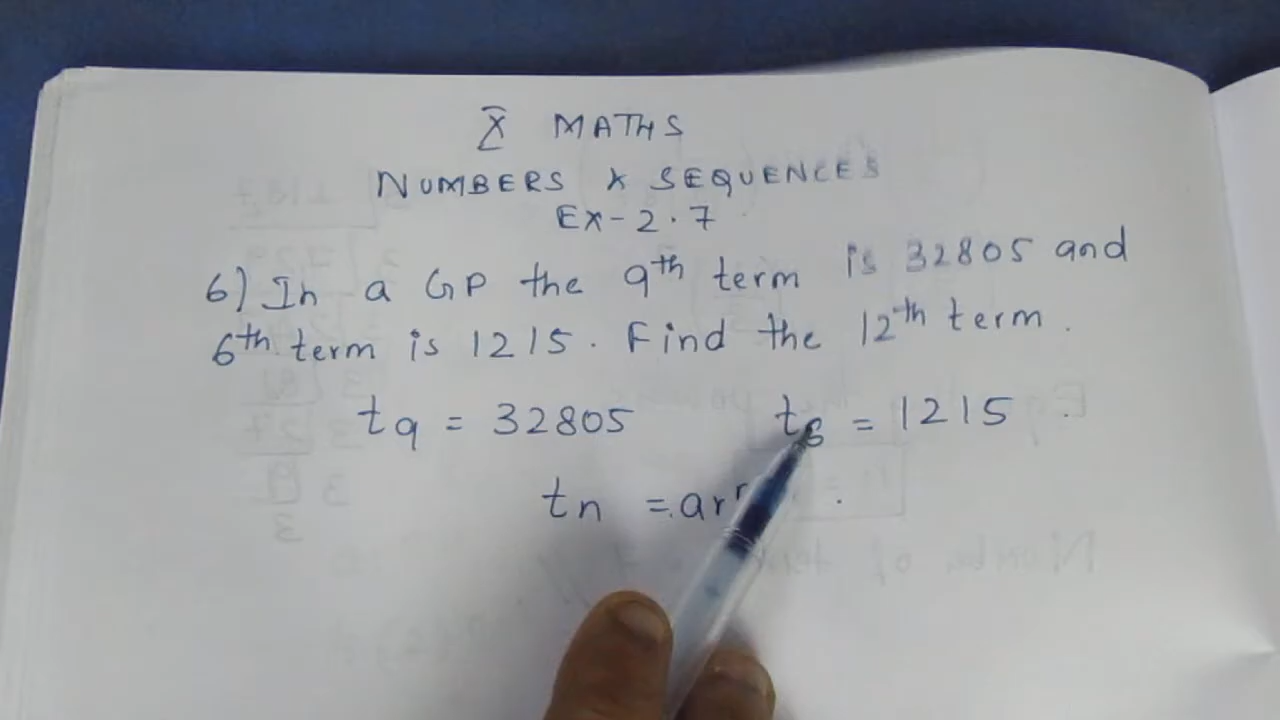 X MATHS
NUMBERS & SEQUENCES
EX-2.7
6) In a GP the 9th term is 32805 and
6th term is 1215. Find the 12th term.
t9 = 32805 t6 = 1215
tn = ar